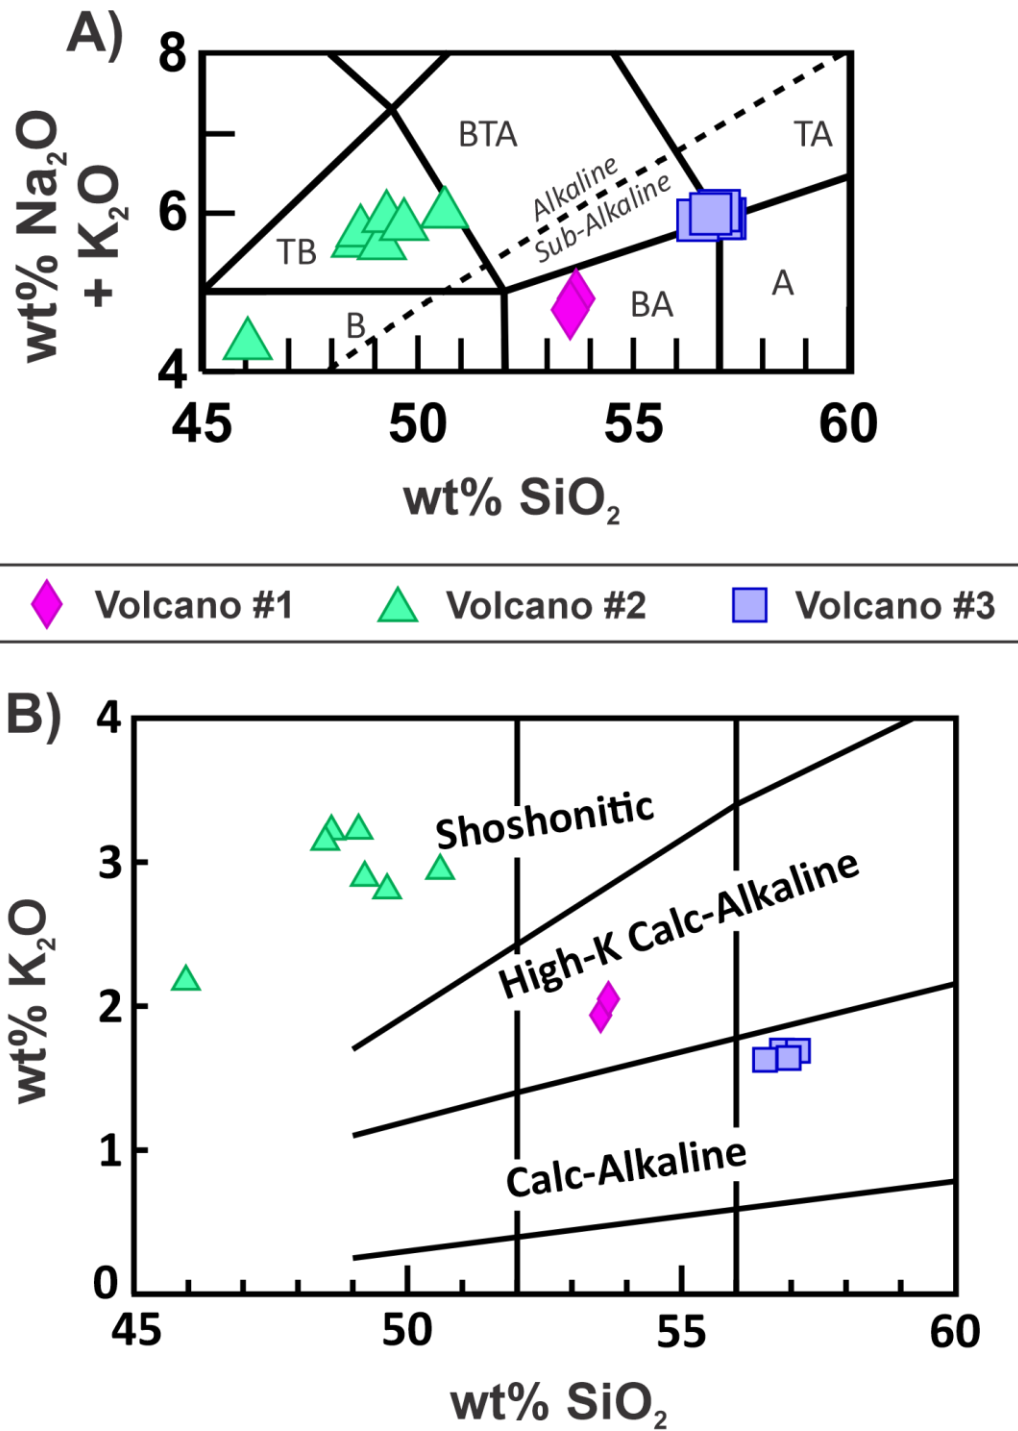 A)
wt% Na₂O
+ K₂O
8
6
4
BTA
TA
Alkaline
Sub-Alkaline
TB
B
BA
A
45 50 55 60
wt% SiO₂
Volcano #1 Volcano #2 Volcano #3
B)
wt% K₂O
4
3
2
1
0
Shoshonitic
High-K Calc-Alkaline
Calc-Alkaline
45 50 55 60
wt% SiO₂